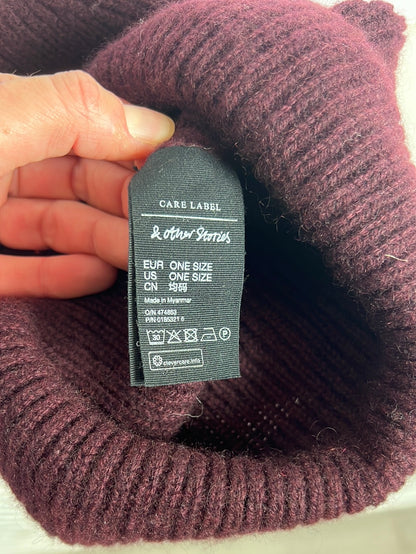 CARE LABEL
& other Stories
EUR ONE SIZE
US ONE SIZE
CN 均码
Made in Myanmar
O/N 474853
P/N 0185321 6
30 P
clevercare.info